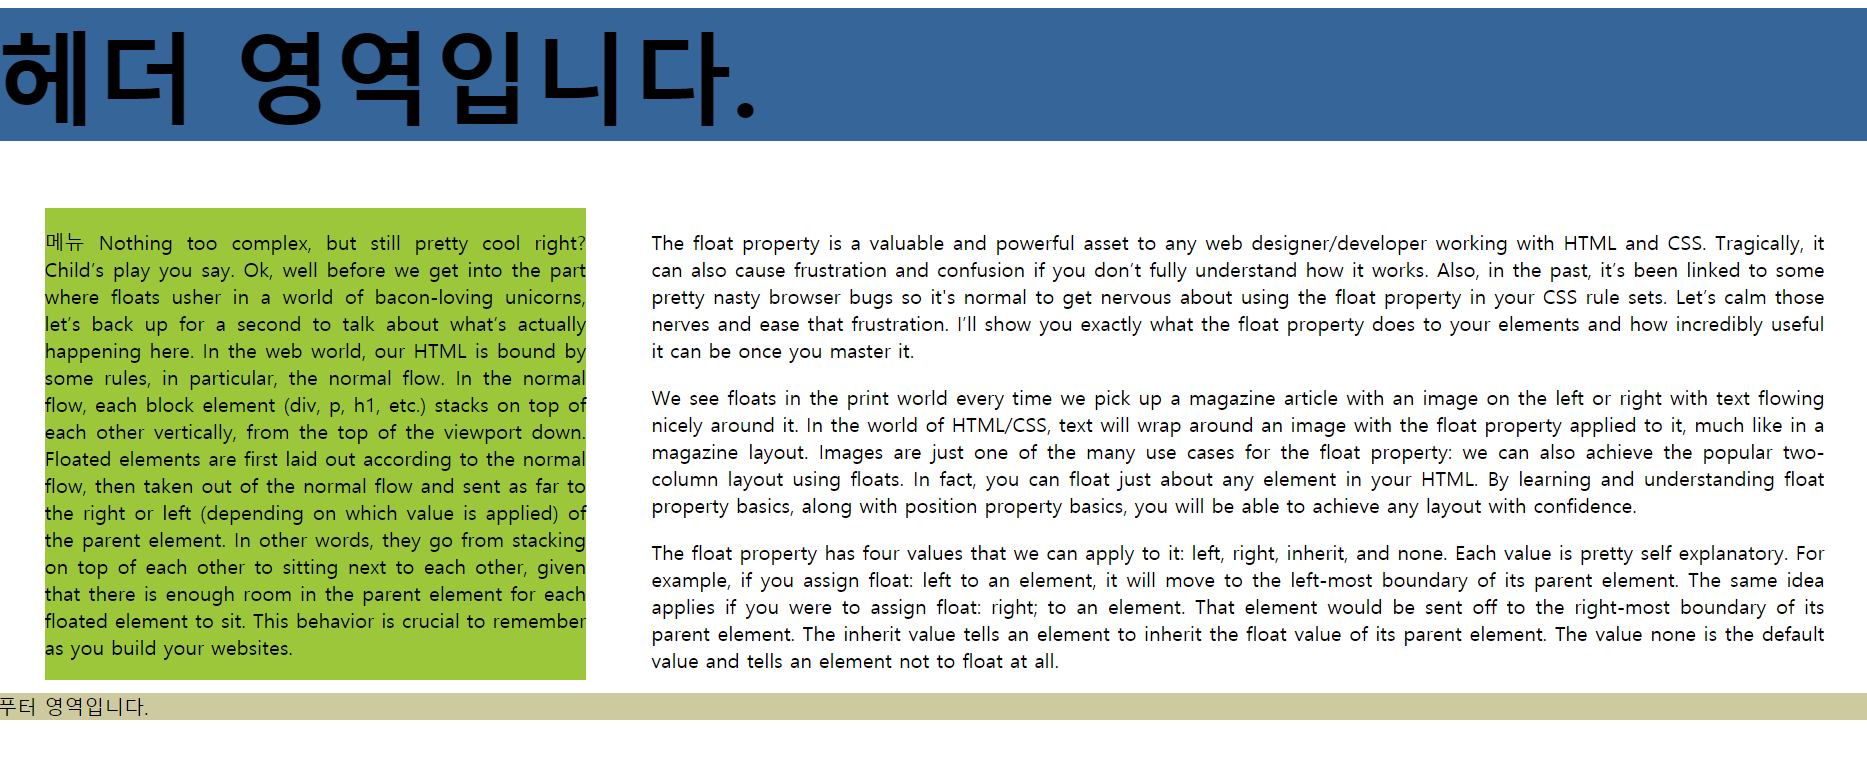 헤더 영역입니다.
메뉴 Nothing too complex, but still pretty cool right?
Child’s play you say. Ok, well before we get into the part
where floats usher in a world of bacon-loving unicorns,
let’s back up for a second to talk about what’s actually
happening here. In the web world, our HTML is bound by
some rules, in particular, the normal flow. In the normal
flow, each block element (div, p, h1, etc.) stacks on top of
each other vertically, from the top of the viewport down.
Floated elements are first laid out according to the normal
flow, then taken out of the normal flow and sent as far to
the right or left (depending on which value is applied) of
the parent element. In other words, they go from stacking
on top of each other to sitting next to each other, given
that there is enough room in the parent element for each
floated element to sit. This behavior is crucial to remember
as you build your websites.
The float property is a valuable and powerful asset to any web designer/developer working with HTML and CSS. Tragically, it
can also cause frustration and confusion if you don’t fully understand how it works. Also, in the past, it’s been linked to some
pretty nasty browser bugs so it's normal to get nervous about using the float property in your CSS rule sets. Let’s calm those
nerves and ease that frustration. I’ll show you exactly what the float property does to your elements and how incredibly useful
it can be once you master it.
We see floats in the print world every time we pick up a magazine article with an image on the left or right with text flowing
nicely around it. In the world of HTML/CSS, text will wrap around an image with the float property applied to it, much like in a
magazine layout. Images are just one of the many use cases for the float property: we can also achieve the popular two-
column layout using floats. In fact, you can float just about any element in your HTML. By learning and understanding float
property basics, along with position property basics, you will be able to achieve any layout with confidence.
The float property has four values that we can apply to it: left, right, inherit, and none. Each value is pretty self explanatory. For
example, if you assign float: left to an element, it will move to the left-most boundary of its parent element. The same idea
applies if you were to assign float: right; to an element. That element would be sent off to the right-most boundary of its
parent element. The inherit value tells an element to inherit the float value of its parent element. The value none is the default
value and tells an element not to float at all.
푸터 영역입니다.